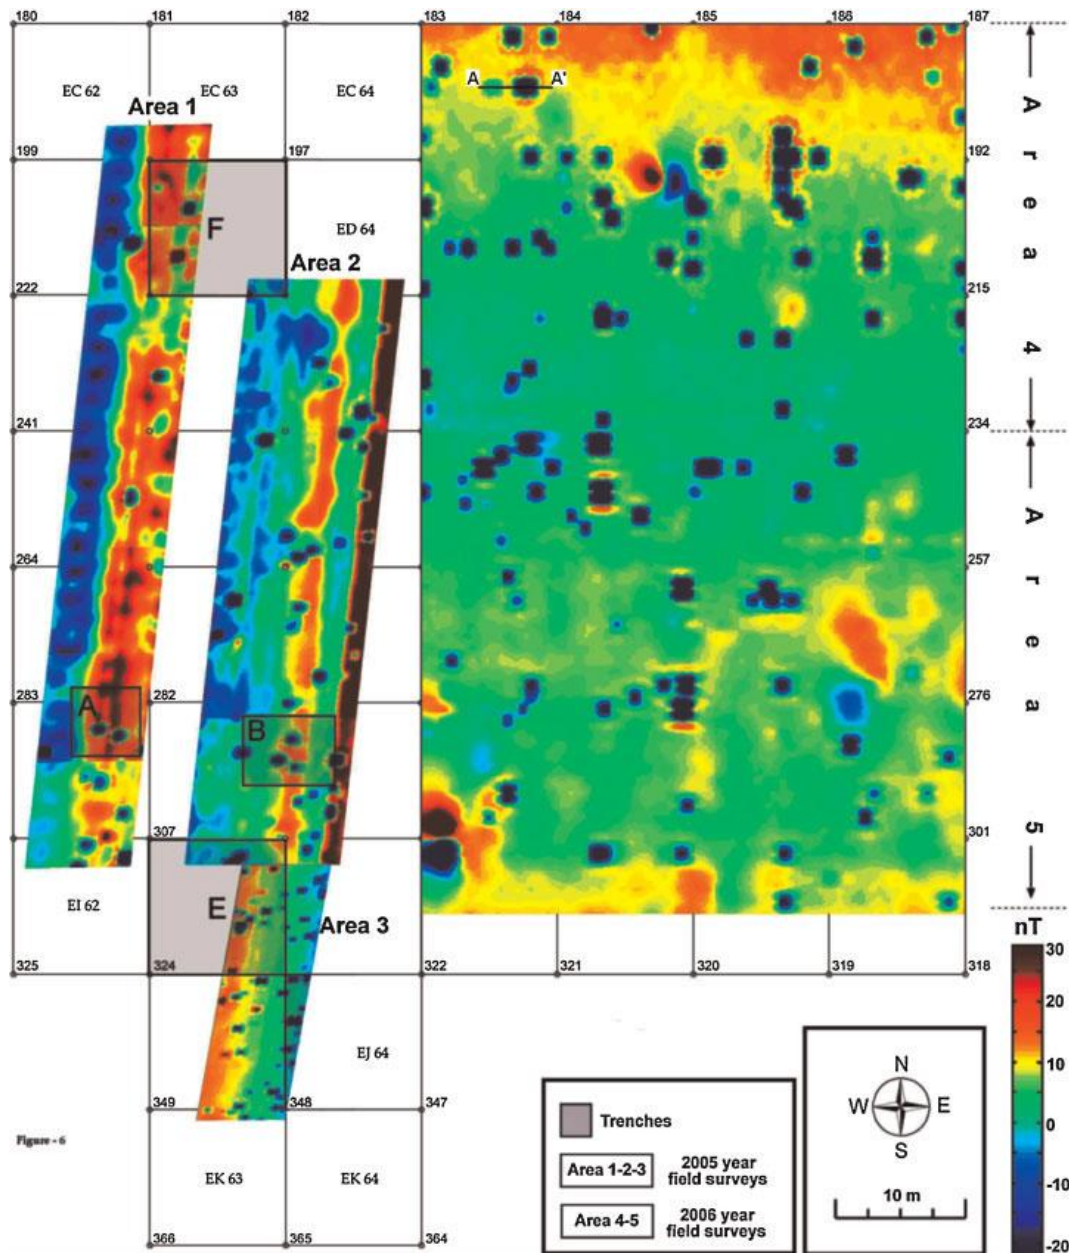 180 181 182 183 184 185 186 187
EC 62 EC 63 EC 64
A A'
Area 1
199 197 192
F ED 64
Area 2
222 215
241 234
264 257
283 282 276
A B
307 301
E
EI 62
Area 3
325 324 322 321 320 319 318
EJ 64
349 348 347
Figure - 6
EK 63 EK 64
366 365 364
A
r
e
a
4
A
r
e
a
5
nT
30
20
10
0
-10
-20
Trenches
Area 1-2-3 2005 year
field surveys
Area 4-5 2006 year
field surveys
N
W E
S
10 m